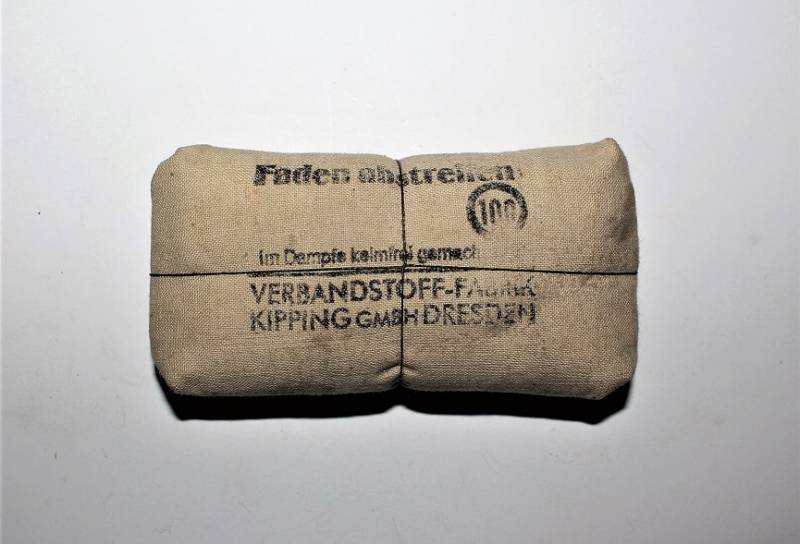 Faden abstreifen
100
Im Dampfe keimfrei gemacht
VERBANDSTOFF-FABRIK
KIPPING GMBH DRESDEN